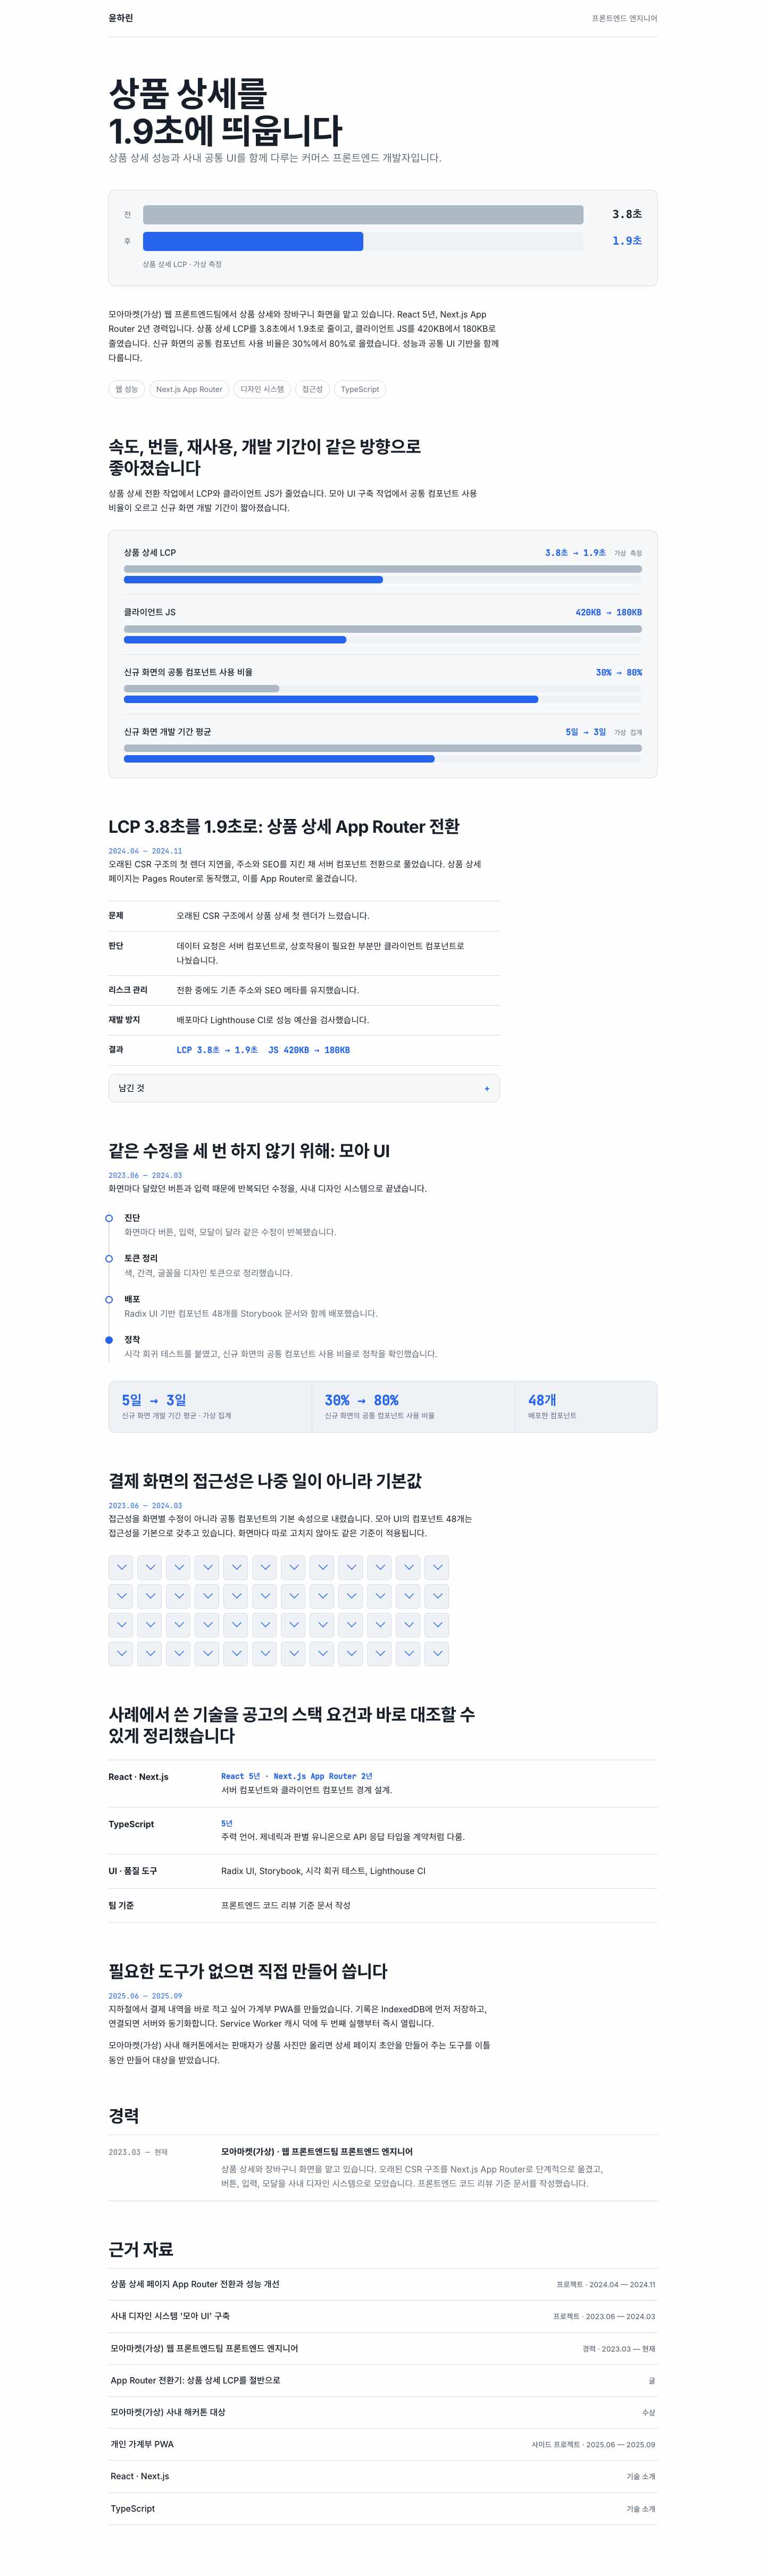 윤하린
프론트엔드 엔지니어
상품 상세를
1.9초에 띄웁니다
상품 상세 성능과 사내 공통 UI를 함께 다루는 커머스 프론트엔드 개발자입니다.
전
3.8초
후
1.9초
상품 상세 LCP · 가상 측정
모아마켓(가상) 웹 프론트엔드팀에서 상품 상세와 장바구니 화면을 맡고 있습니다. React 5년, Next.js App
Router 2년 경력입니다. 상품 상세 LCP를 3.8초에서 1.9초로 줄이고, 클라이언트 JS를 420KB에서 180KB로
줄였습니다. 신규 화면의 공통 컴포넌트 사용 비율은 30%에서 80%로 올렸습니다. 성능과 공통 UI 기반을 함께
다룹니다.
웹 성능
Next.js App Router
디자인 시스템
접근성
TypeScript
속도, 번들, 재사용, 개발 기간이 같은 방향으로
좋아졌습니다
상품 상세 전환 작업에서 LCP와 클라이언트 JS가 줄었습니다. 모아 UI 구축 작업에서 공통 컴포넌트 사용
비율이 오르고 신규 화면 개발 기간이 짧아졌습니다.
상품 상세 LCP
3.8초 → 1.9초 가상 측정
클라이언트 JS
420KB → 180KB
신규 화면의 공통 컴포넌트 사용 비율
30% → 80%
신규 화면 개발 기간 평균
5일 → 3일 가상 집계
LCP 3.8초를 1.9초로: 상품 상세 App Router 전환
2024.04 — 2024.11
오래된 CSR 구조의 첫 렌더 지연을, 주소와 SEO를 지킨 채 서버 컴포넌트 전환으로 풀었습니다. 상품 상세
페이지는 Pages Router로 동작했고, 이를 App Router로 옮겼습니다.
문제
오래된 CSR 구조에서 상품 상세 첫 렌더가 느렸습니다.
판단
데이터 요청은 서버 컴포넌트로, 상호작용이 필요한 부분만 클라이언트 컴포넌트로
나눴습니다.
리스크 관리
전환 중에도 기존 주소와 SEO 메타를 유지했습니다.
재발 방지
배포마다 Lighthouse CI로 성능 예산을 검사했습니다.
결과
LCP 3.8초 → 1.9초 JS 420KB → 180KB
남긴 것
+
같은 수정을 세 번 하지 않기 위해: 모아 UI
2023.06 — 2024.03
화면마다 달랐던 버튼과 입력 때문에 반복되던 수정을, 사내 디자인 시스템으로 끝냈습니다.
진단
화면마다 버튼, 입력, 모달이 달라 같은 수정이 반복됐습니다.
토큰 정리
색, 간격, 글꼴을 디자인 토큰으로 정리했습니다.
배포
Radix UI 기반 컴포넌트 48개를 Storybook 문서와 함께 배포했습니다.
정착
시각 회귀 테스트를 붙였고, 신규 화면의 공통 컴포넌트 사용 비율로 정착을 확인했습니다.
5일 → 3일
신규 화면 개발 기간 평균 · 가상 집계
30% → 80%
신규 화면의 공통 컴포넌트 사용 비율
48개
배포한 컴포넌트
결제 화면의 접근성은 나중 일이 아니라 기본값
2023.06 — 2024.03
접근성을 화면별 수정이 아니라 공통 컴포넌트의 기본 속성으로 내렸습니다. 모아 UI의 컴포넌트 48개는
접근성을 기본으로 갖추고 있습니다. 화면마다 따로 고치지 않아도 같은 기준이 적용됩니다.
사례에서 쓴 기술을 공고의 스택 요건과 바로 대조할 수
있게 정리했습니다
React · Next.js
React 5년 · Next.js App Router 2년
서버 컴포넌트와 클라이언트 컴포넌트 경계 설계.
TypeScript
5년
주력 언어. 제네릭과 판별 유니온으로 API 응답 타입을 계약처럼 다룸.
UI · 품질 도구
Radix UI, Storybook, 시각 회귀 테스트, Lighthouse CI
팀 기준
프론트엔드 코드 리뷰 기준 문서 작성
필요한 도구가 없으면 직접 만들어 씁니다
2025.06 — 2025.09
지하철에서 결제 내역을 바로 적고 싶어 가계부 PWA를 만들었습니다. 기록은 IndexedDB에 먼저 저장하고,
연결되면 서버와 동기화합니다. Service Worker 캐시 덕에 두 번째 실행부터 즉시 열립니다.
모아마켓(가상) 사내 해커톤에서는 판매자가 상품 사진만 올리면 상세 페이지 초안을 만들어 주는 도구를 이틀
동안 만들어 대상을 받았습니다.
경력
2023.03 — 현재
모아마켓(가상) · 웹 프론트엔드팀 프론트엔드 엔지니어
상품 상세와 장바구니 화면을 맡고 있습니다. 오래된 CSR 구조를 Next.js App Router로 단계적으로 옮겼고,
버튼, 입력, 모달을 사내 디자인 시스템으로 모았습니다. 프론트엔드 코드 리뷰 기준 문서를 작성했습니다.
근거 자료
상품 상세 페이지 App Router 전환과 성능 개선
프로젝트 · 2024.04 — 2024.11
사내 디자인 시스템 '모아 UI' 구축
프로젝트 · 2023.06 — 2024.03
모아마켓(가상) 웹 프론트엔드팀 프론트엔드 엔지니어
경력 · 2023.03 — 현재
App Router 전환기: 상품 상세 LCP를 절반으로
글
모아마켓(가상) 사내 해커톤 대상
수상
개인 가계부 PWA
사이드 프로젝트 · 2025.06 — 2025.09
React · Next.js
기술 소개
TypeScript
기술 소개